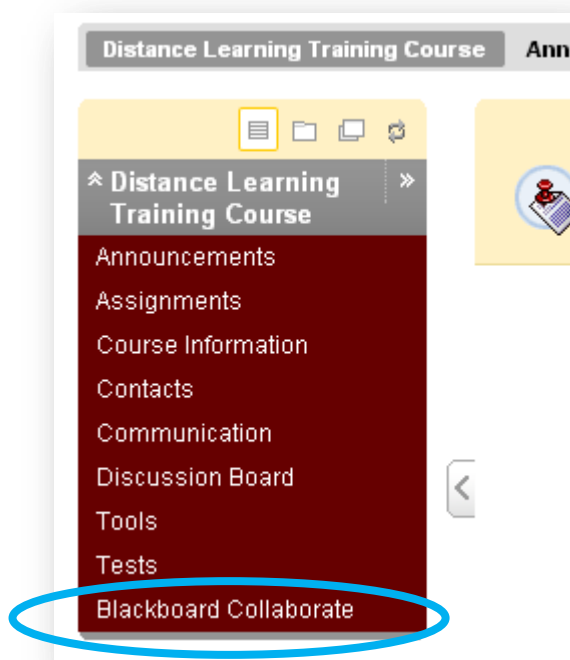 Distance Learning Training Course Ann
Distance Learning
Training Course
Announcements
Assignments
Course Information
Contacts
Communication
Discussion Board
Tools
Tests
Blackboard Collaborate